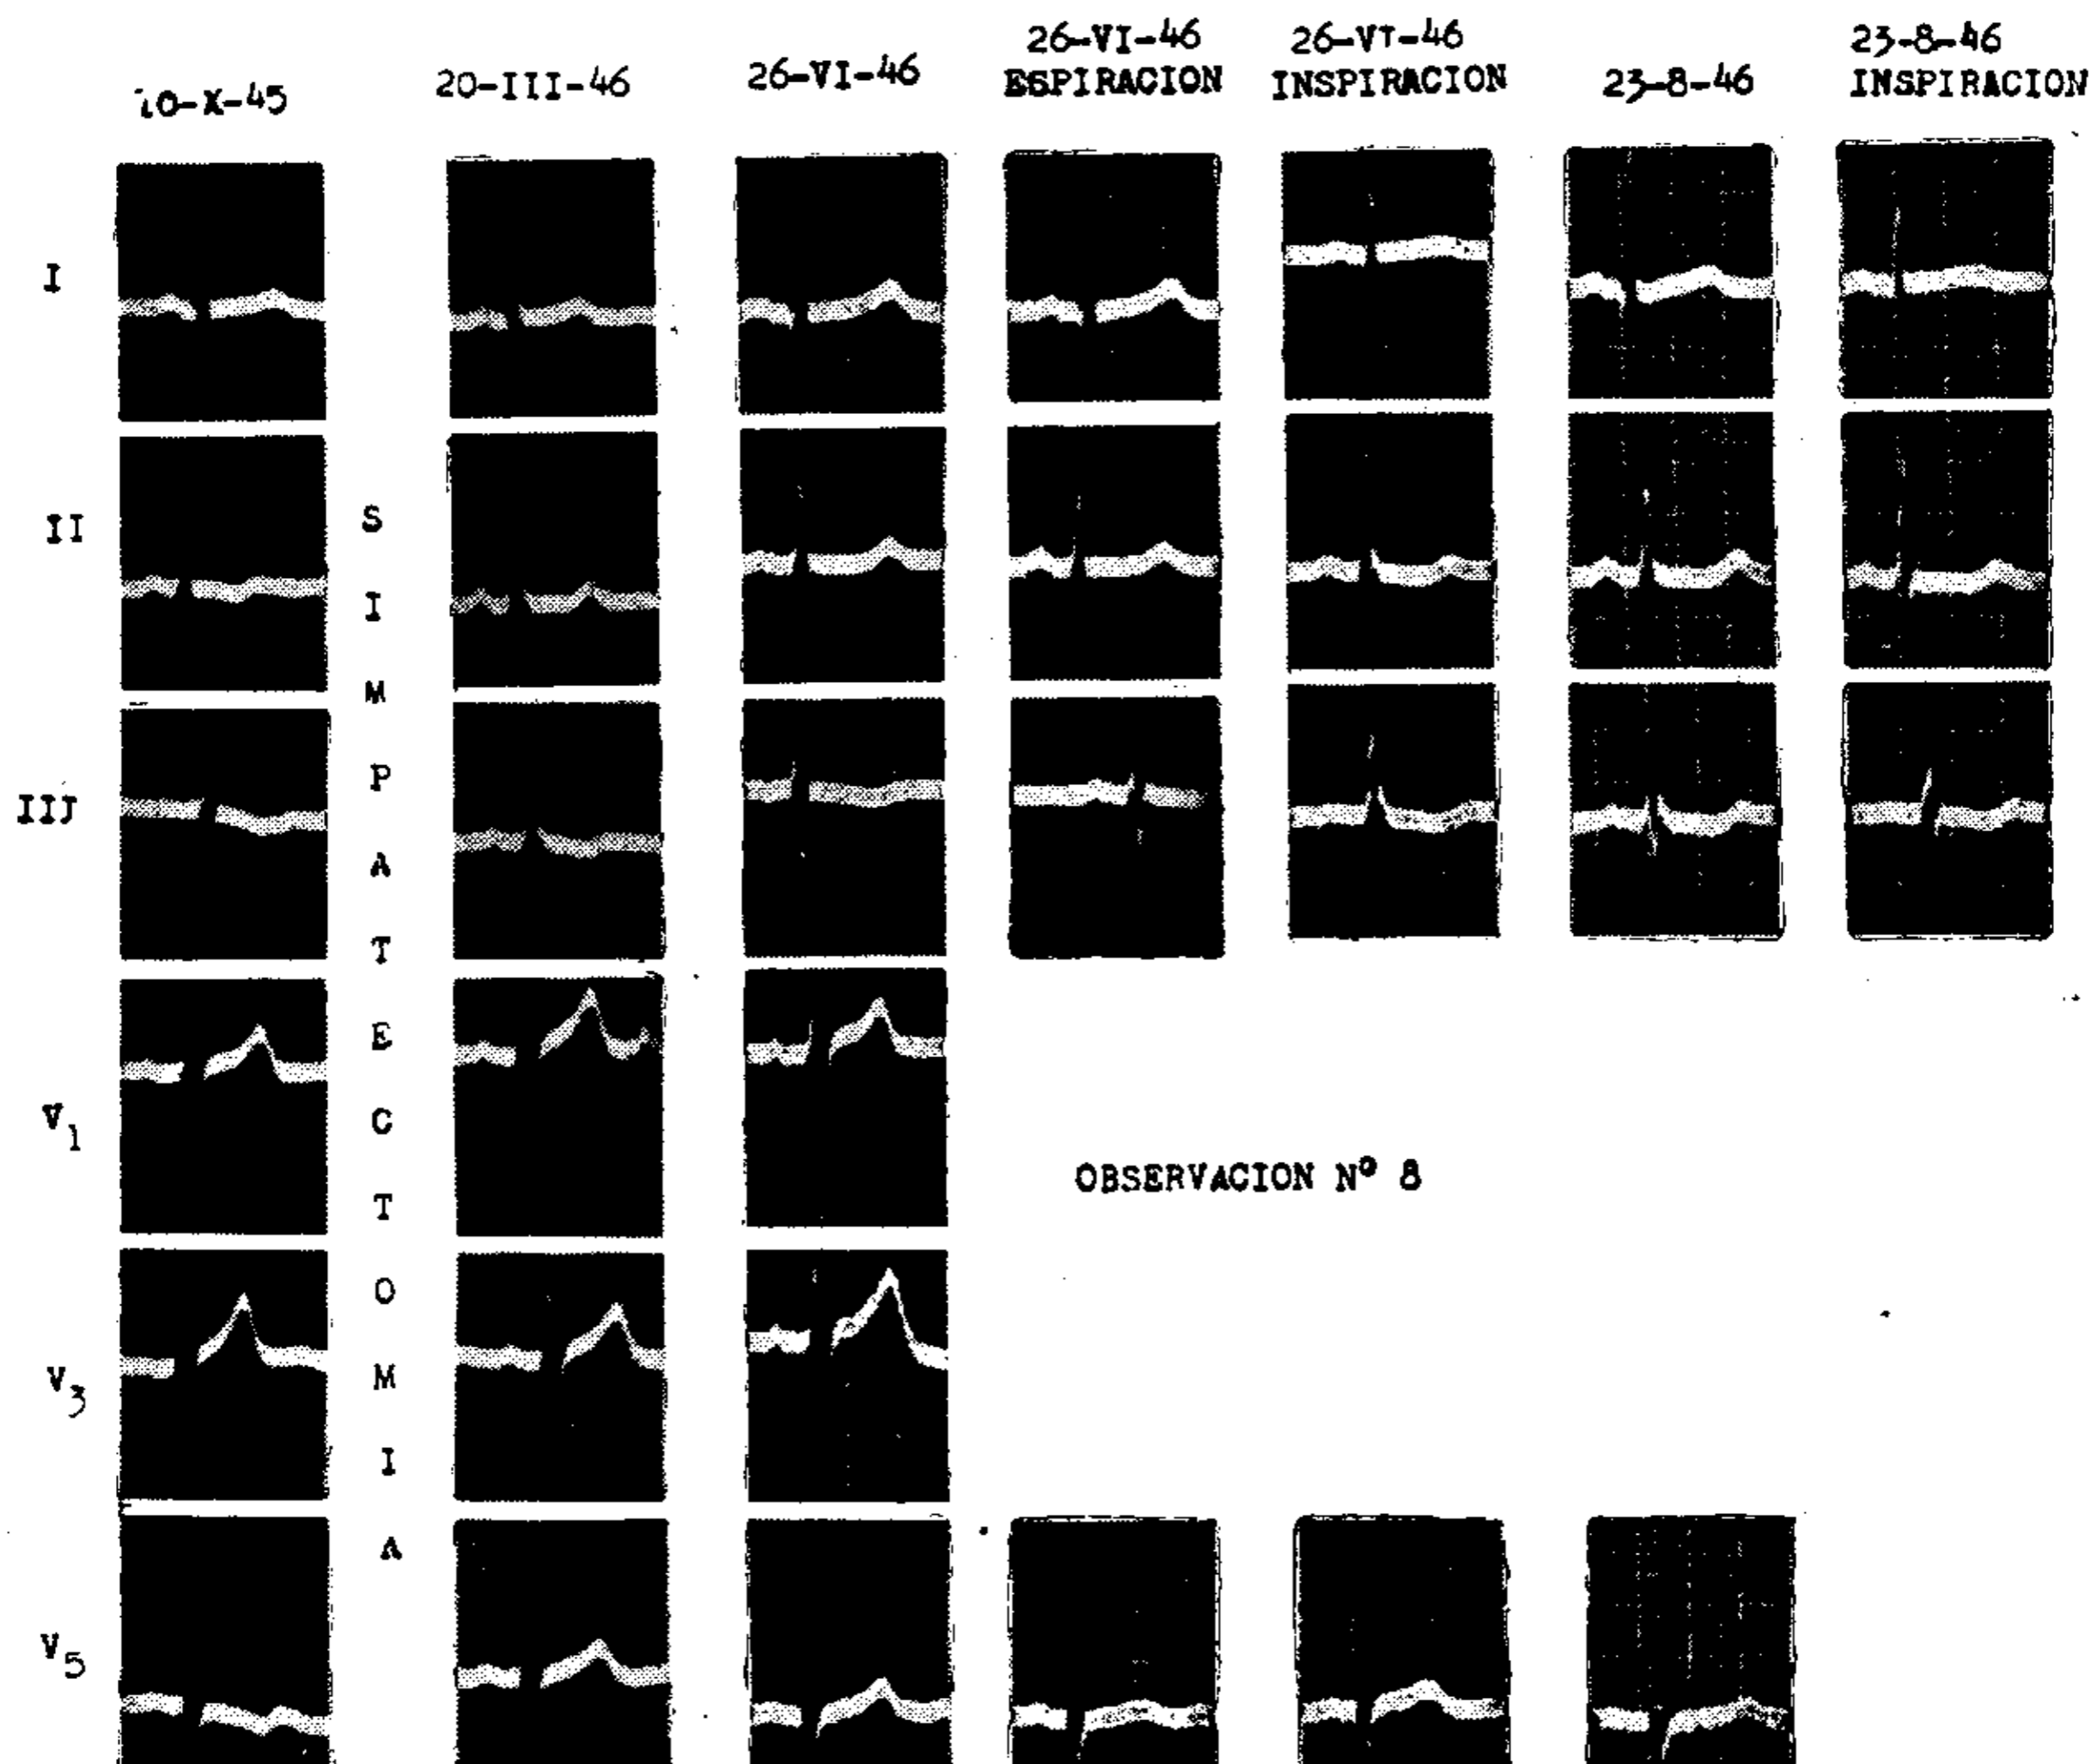 26-VI-46 26-VI-46 23-8-46
20-III-46 26-VI-46 ESPIRACION INSPIRACION 23-8-46 INSPIRACION
-X-45
I
II
III
V1
V3
V5
SIMPATECTOMIA
OBSERVACION Nº 8